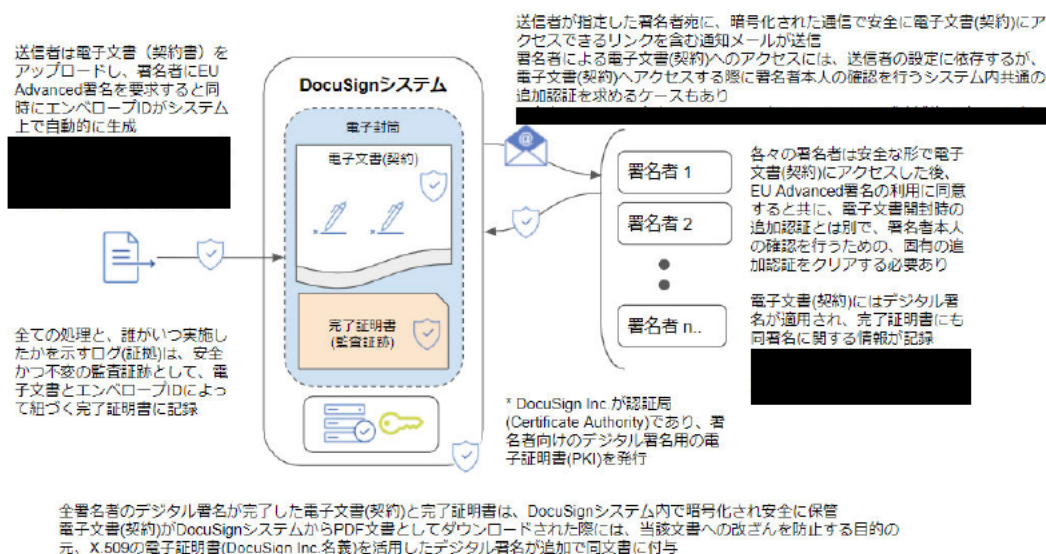 送信者は電子文書（契約書）を
アップロードし、署名者にEU
Advanced署名を要求すると同
時にエンベロープIDがシステム
上で自動的に生成
送信者が指定した署名者宛に、暗号化された通信で安全に電子文書(契約)にア
クセスできるリンクを含む通知メールが送信
署名者による電子文書(契約)へのアクセスには、送信者の設定に依存するが、
電子文書(契約)へアクセスする際に署名者本人の確認を行うシステム内共通の
追加認証を求めるケースもあり
DocuSignシステム
電子封筒
電子文書(契約)
完了証明書
(監査証跡)
署名者 1
署名者 2
署名者 n..
各々の署名者は安全な形で電子
文書(契約)にアクセスした後、
EU Advanced署名の利用に同意
すると共に、電子文書開封時の
追加認証とは別で、署名者本人
の確認を行うための、固有の追
加認証をクリアする必要あり
電子文書(契約)にはデジタル署
名が適用され、完了証明書にも
同署名に関する情報が記録
全ての処理と、誰がいつ実施し
たかを示すログ(証拠)は、安全
かつ不変の監査証跡として、電
子文書とエンベロープIDによっ
て紐づく完了証明書に記録
* DocuSign Inc.が認証局
(Certificate Authority)であり、署
名者向けのデジタル署名用の電
子証明書(PKI)を発行
全署名者のデジタル署名が完了した電子文書(契約)と完了証明書は、DocuSignシステム内で暗号化され安全に保管
電子文書(契約)がDocuSignシステムからPDF文書としてダウンロードされた際には、当該文書への改ざんを防止する目的の
元、X.509の電子証明書(DocuSign Inc.名義)を活用したデジタル署名が追加で同文書に付与